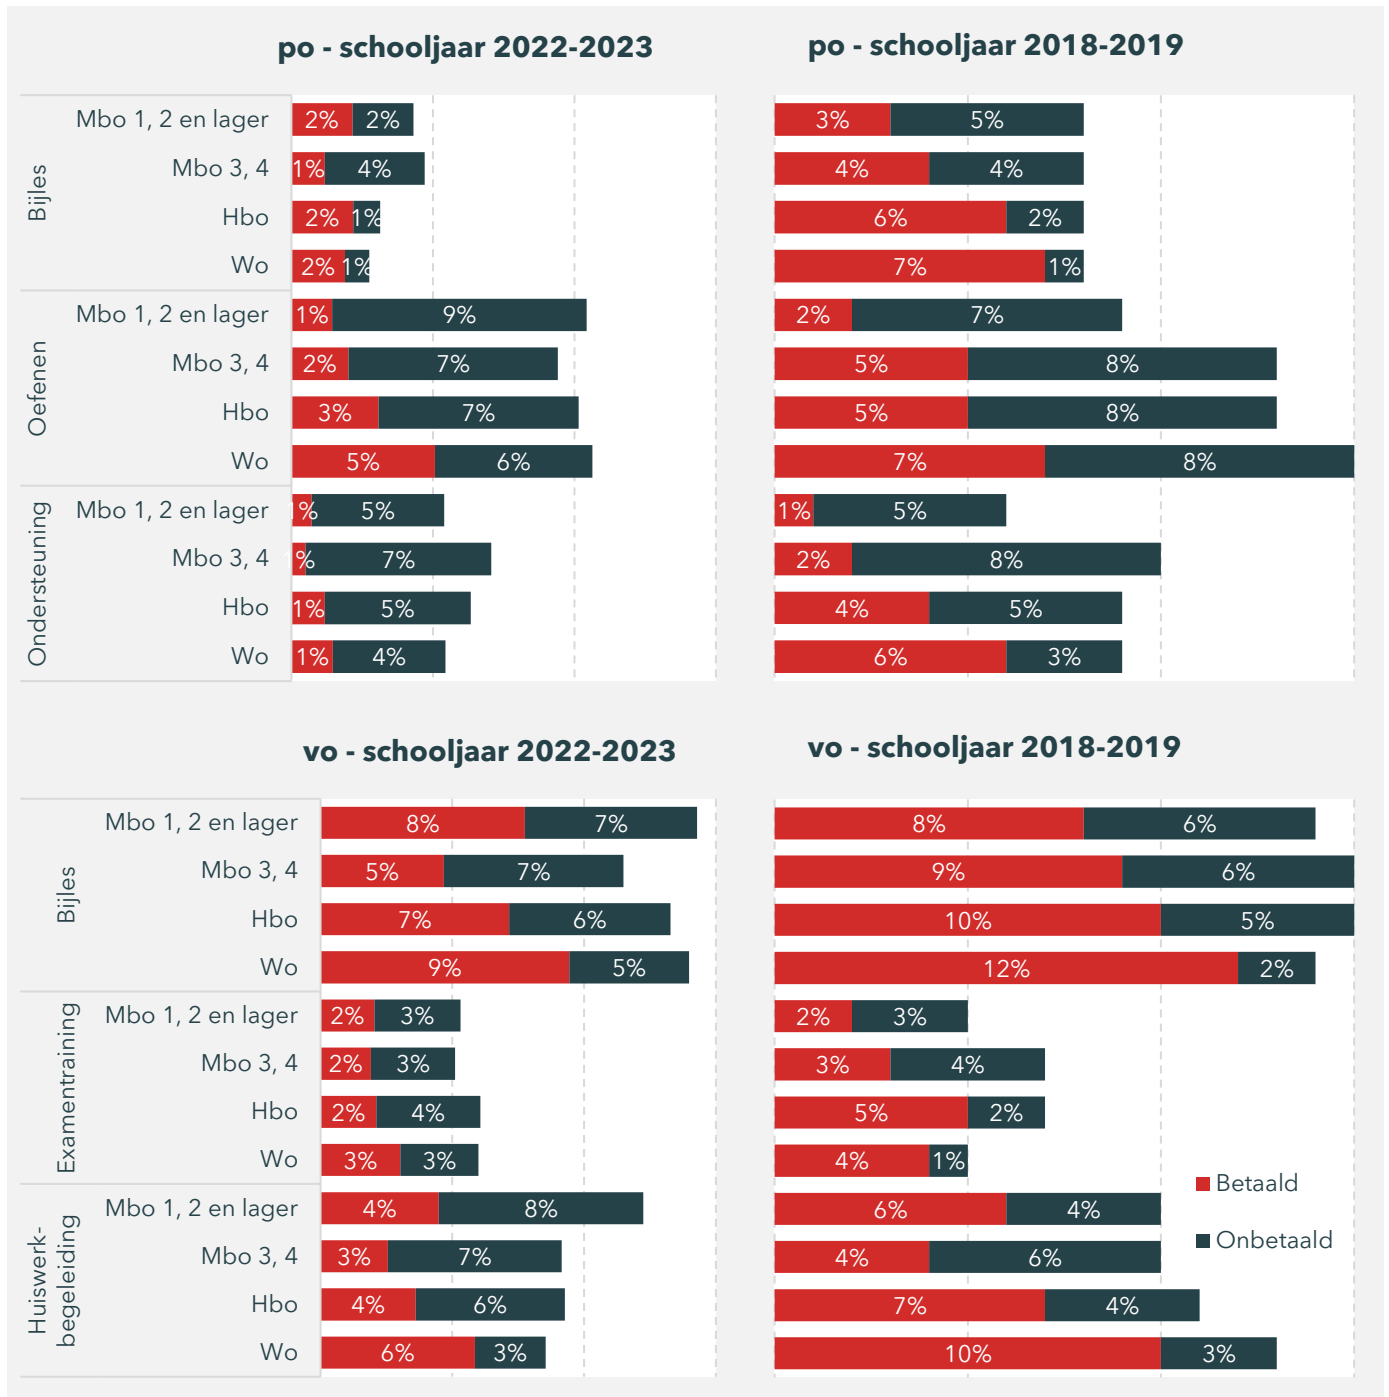 po - schooljaar 2022-2023
po - schooljaar 2018-2019
Bijles
Mbo 1, 2 en lager 2% 2% 3% 5%
Mbo 3, 4 1% 4% 4% 4%
Hbo 2% 1% 6% 2%
Wo 2% 1% 7% 1%
Oefenen
Mbo 1, 2 en lager 1% 9% 2% 7%
Mbo 3, 4 2% 7% 5% 8%
Hbo 3% 7% 5% 8%
Wo 5% 6% 7% 8%
Ondersteuning
Mbo 1, 2 en lager 1% 5% 1% 5%
Mbo 3, 4 1% 7% 2% 8%
Hbo 1% 5% 4% 5%
Wo 1% 4% 6% 3%
vo - schooljaar 2022-2023
vo - schooljaar 2018-2019
Bijles
Mbo 1, 2 en lager 8% 7% 8% 6%
Mbo 3, 4 5% 7% 9% 6%
Hbo 7% 6% 10% 5%
Wo 9% 5% 12% 2%
Examentraining
Mbo 1, 2 en lager 2% 3% 2% 3%
Mbo 3, 4 2% 3% 3% 4%
Hbo 2% 4% 5% 2%
Wo 3% 3% 4% 1%
Huiswerk-
begeleiding
Mbo 1, 2 en lager 4% 8% 6% 4%
Mbo 3, 4 3% 7% 4% 6%
Hbo 4% 6% 7% 4%
Wo 6% 3% 10% 3%
Betaald
Onbetaald